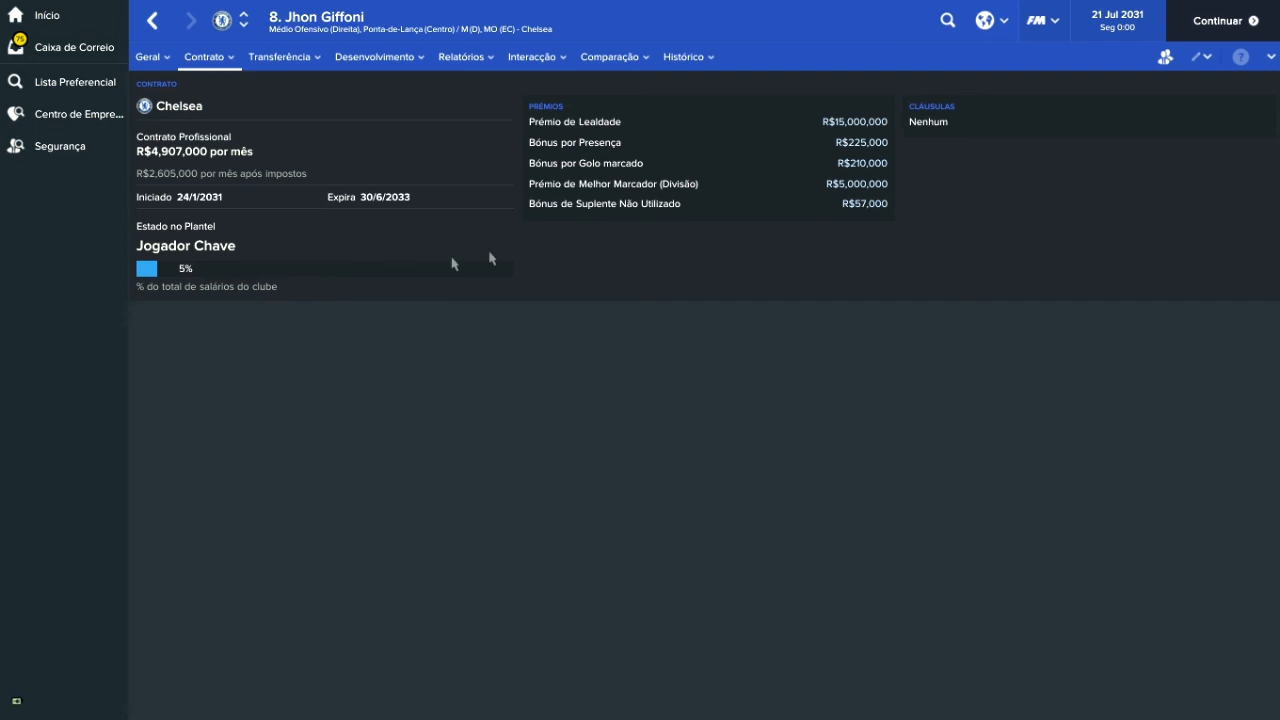 Início
75
Caixa de Correio
Lista Preferencial
Centro de Empre...
Segurança
8. Jhon Giffoni
Médio Ofensivo (Direita), Ponta-de-Lança (Centro) / M (D), MO (EC) - Chelsea
FM
21 Jul 2031
Seg 0:00
Continuar
Geral
Contrato
Transferência
Desenvolvimento
Relatórios
Interacção
Comparação
Histórico
?
CONTRATO
Chelsea
Contrato Profissional
R$4,907,000 por mês
R$2,605,000 por mês após impostos
Iniciado 24/1/2031 Expira 30/6/2033
Estado no Plantel
Jogador Chave
5%
% do total de salários do clube
PRÉMIOS
Prémio de Lealdade R$15,000,000
Bónus por Presença R$225,000
Bónus por Golo marcado R$210,000
Prémio de Melhor Marcador (Divisão) R$5,000,000
Bónus de Suplente Não Utilizado R$57,000
CLÁUSULAS
Nenhum